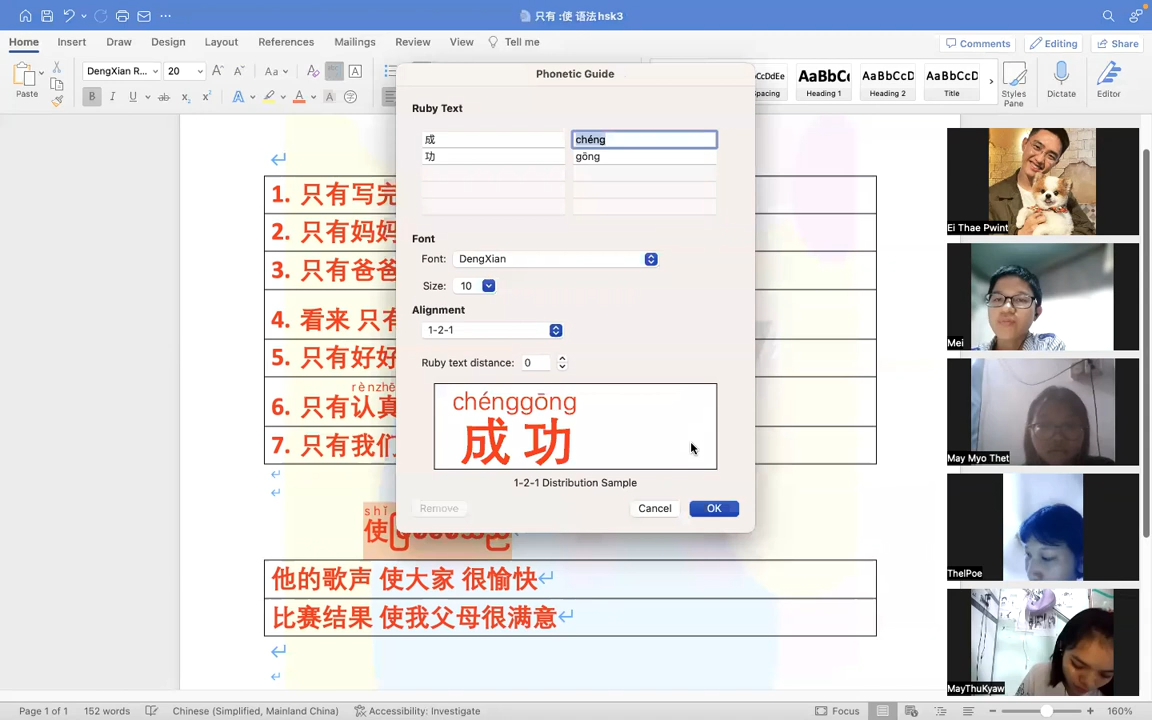 只有 :使 语法hsk3
Home Insert Draw Design Layout References Mailings Review View Tell me Comments Editing Share
Paste DengXian R... 20 Aa A
B I U ab x₂ x² A A A
Heading 1 Heading 2 Title Styles Pane Dictate Editor
AaBbC AaBbCcD AaBbC
Phonetic Guide
Ruby Text
成 chéng
功 gōng
Font
Font: DengXian
Size: 10
Alignment
1-2-1
Ruby text distance: 0
chénggōng
成 功
1-2-1 Distribution Sample
Remove Cancel OK
1. 只有写完
2. 只有妈妈
3. 只有爸爸
4. 看来 只有
5. 只有好好
rènzhē
6. 只有认真
7. 只有我们
shǐ
使
他的歌声 使大家 很愉快
比赛结果 使我父母很满意
Ei Thae Pwint
Mei
May Myo Thet
ThelPoe
MayThuKyaw
Page 1 of 1 152 words Chinese (Simplified, Mainland China) Accessibility: Investigate Focus 160%